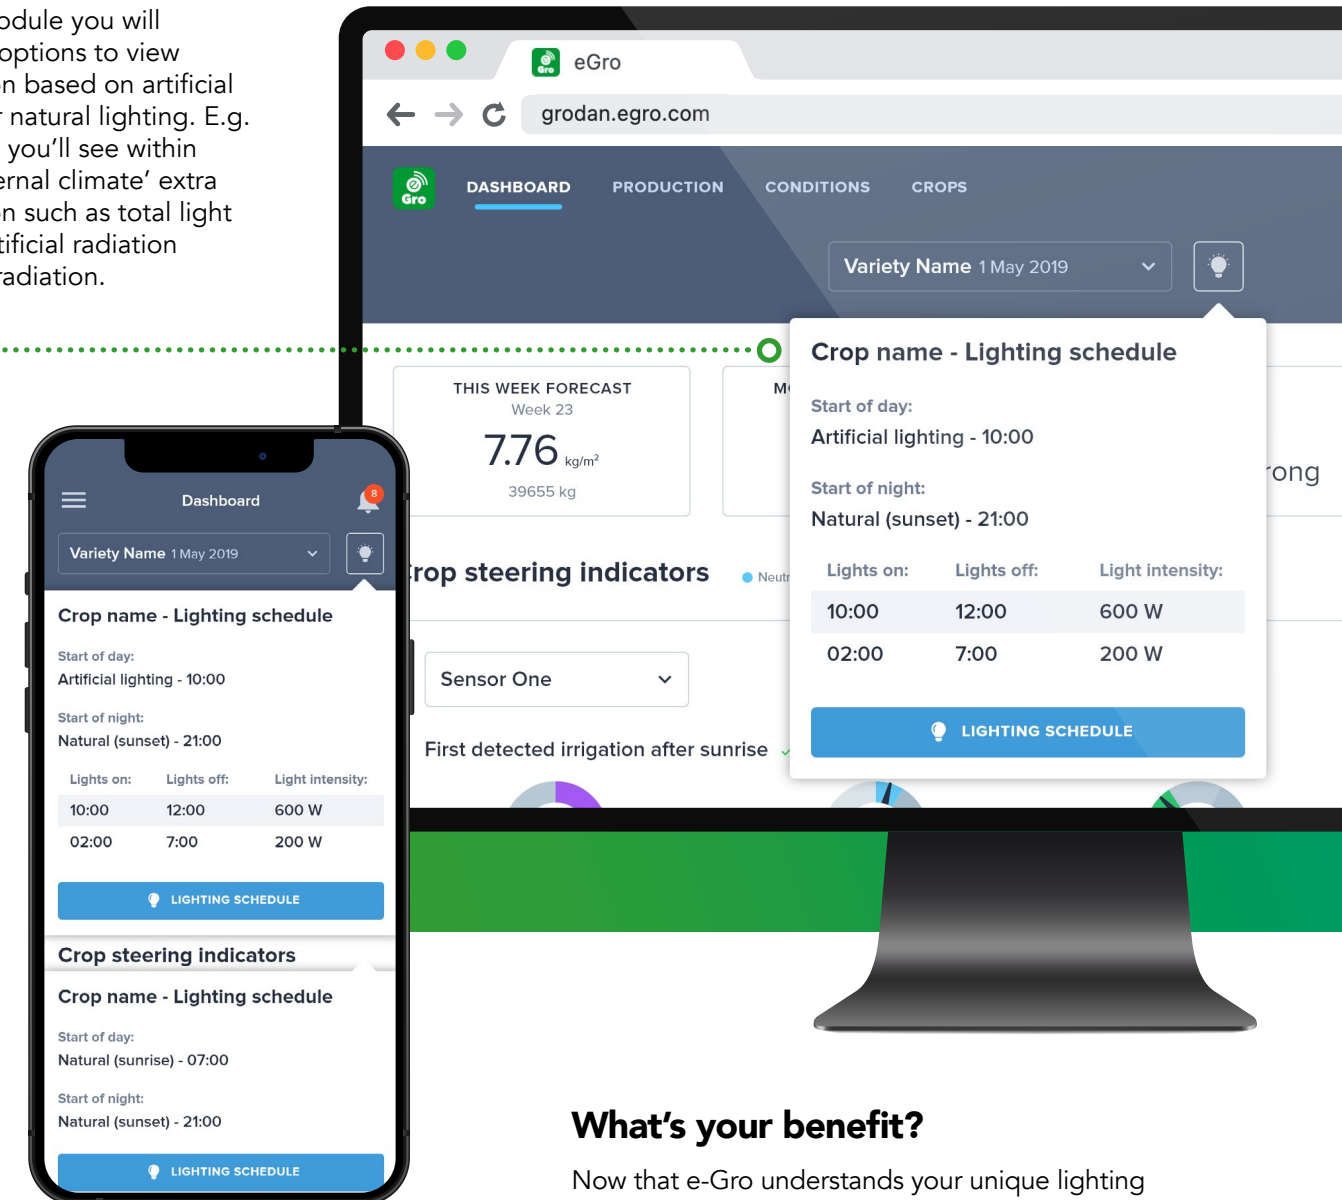 odule you will
options to view
on based on artificial
r natural lighting. E.g.
you'll see within
ernal climate' extra
on such as total light
tificial radiation
radiation.
eGro
grodan.egro.com
Gro
DASHBOARD PRODUCTION CONDITIONS CROPS
Variety Name 1 May 2019
THIS WEEK FORECAST
Week 23
7.76 kg/m²
39655 kg
rong
Crop name - Lighting schedule
Start of day:
Artificial lighting - 10:00
Start of night:
Natural (sunset) - 21:00
Lights on: Lights off: Light intensity:
10:00 12:00 600 W
02:00 7:00 200 W
LIGHTING SCHEDULE
rop steering indicators
Neutr
Sensor One
First detected irrigation after sunrise
Dashboard
8
Variety Name 1 May 2019
Crop name - Lighting schedule
Start of day:
Artificial lighting - 10:00
Start of night:
Natural (sunset) - 21:00
Lights on: Lights off: Light intensity:
10:00 12:00 600 W
02:00 7:00 200 W
LIGHTING SCHEDULE
Crop steering indicators
Crop name - Lighting schedule
Start of day:
Natural (sunrise) - 07:00
Start of night:
Natural (sunset) - 21:00
LIGHTING SCHEDULE
What's your benefit?
Now that e-Gro understands your unique lighting